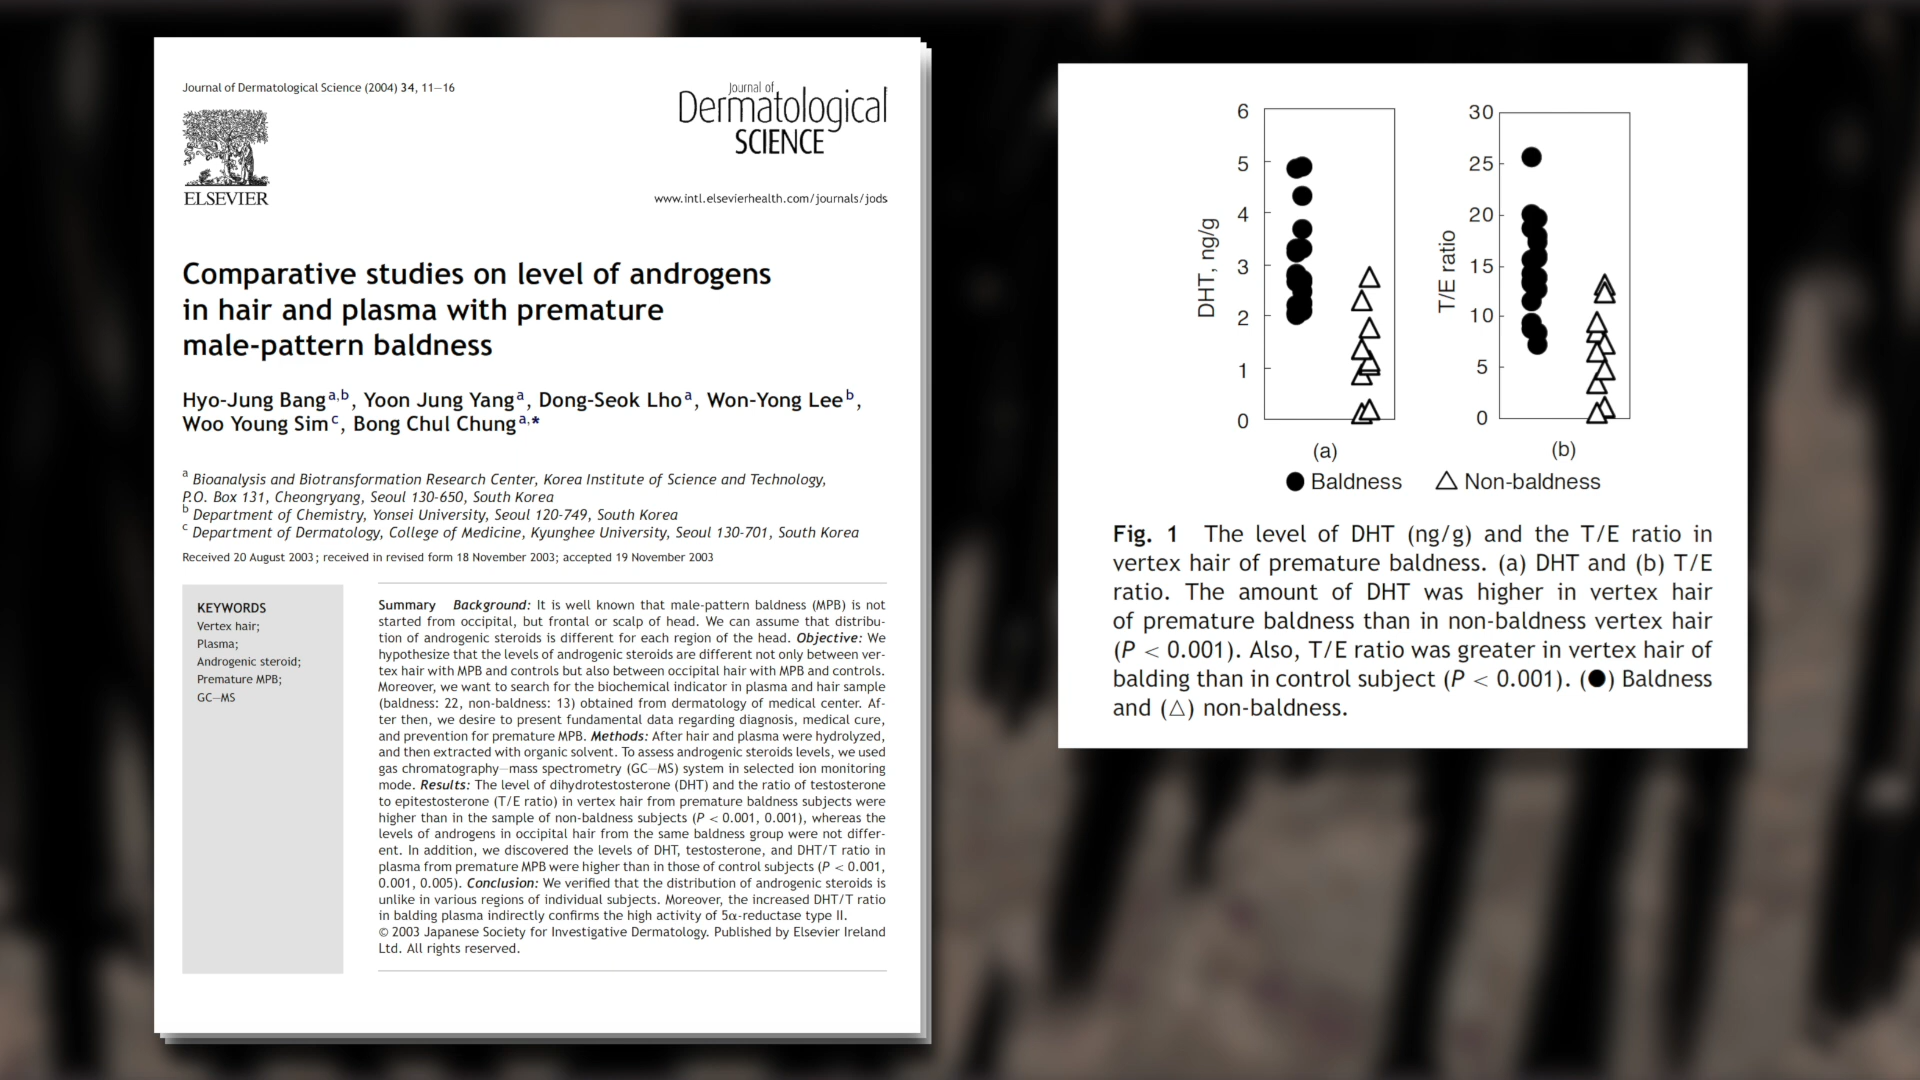 Journal of Dermatological Science (2004) 34, 11—16
Journal of
Dermatological
SCIENCE
ELSEVIER
www.intl.elsevierhealth.com/journals/jods
Comparative studies on level of androgens
in hair and plasma with premature
male-pattern baldness
Hyo-Jung Bang a,b, Yoon Jung Yang a, Dong-Seok Lho a, Won-Yong Lee b,
Woo Young Sim c, Bong Chul Chung a,*
a Bioanalysis and Biotransformation Research Center, Korea Institute of Science and Technology,
P.O. Box 131, Cheongryang, Seoul 130-650, South Korea
b Department of Chemistry, Yonsei University, Seoul 120-749, South Korea
c Department of Dermatology, College of Medicine, Kyunghee University, Seoul 130-701, South Korea
Received 20 August 2003; received in revised form 18 November 2003; accepted 19 November 2003
KEYWORDS
Vertex hair;
Plasma;
Androgenic steroid;
Premature MPB;
GC—MS
Summary Background: It is well known that male-pattern baldness (MPB) is not
started from occipital, but frontal or scalp of head. We can assume that distribu-
tion of androgenic steroids is different for each region of the head. Objective: We
hypothesize that the levels of androgenic steroids are different not only between ver-
tex hair with MPB and controls but also between occipital hair with MPB and controls.
Moreover, we want to search for the biochemical indicator in plasma and hair sample
(baldness: 22, non-baldness: 13) obtained from dermatology of medical center. Af-
ter then, we desire to present fundamental data regarding diagnosis, medical cure,
and prevention for premature MPB. Methods: After hair and plasma were hydrolyzed,
and then extracted with organic solvent. To assess androgenic steroids levels, we used
gas chromatography—mass spectrometry (GC—MS) system in selected ion monitoring
mode. Results: The level of dihydrotestosterone (DHT) and the ratio of testosterone
to epitestosterone (T/E ratio) in vertex hair from premature baldness subjects were
higher than in the sample of non-baldness subjects (P < 0.001, 0.001), whereas the
levels of androgens in occipital hair from the same baldness group were not differ-
ent. In addition, we discovered the levels of DHT, testosterone, and DHT/T ratio in
plasma from premature MPB were higher than in those of control subjects (P < 0.001,
0.001, 0.005). Conclusion: We verified that the distribution of androgenic steroids is
unlike in various regions of individual subjects. Moreover, the increased DHT/T ratio
in balding plasma indirectly confirms the high activity of 5α-reductase type II.
© 2003 Japanese Society for Investigative Dermatology. Published by Elsevier Ireland
Ltd. All rights reserved.
6
5
4
3
2
1
0
DHT, ng/g
(a)
30
25
20
15
10
5
0
T/E ratio
(b)
● Baldness △ Non-baldness
Fig. 1 The level of DHT (ng/g) and the T/E ratio in
vertex hair of premature baldness. (a) DHT and (b) T/E
ratio. The amount of DHT was higher in vertex hair
of premature baldness than in non-baldness vertex hair
(P < 0.001). Also, T/E ratio was greater in vertex hair of
balding than in control subject (P < 0.001). (●) Baldness
and (△) non-baldness.